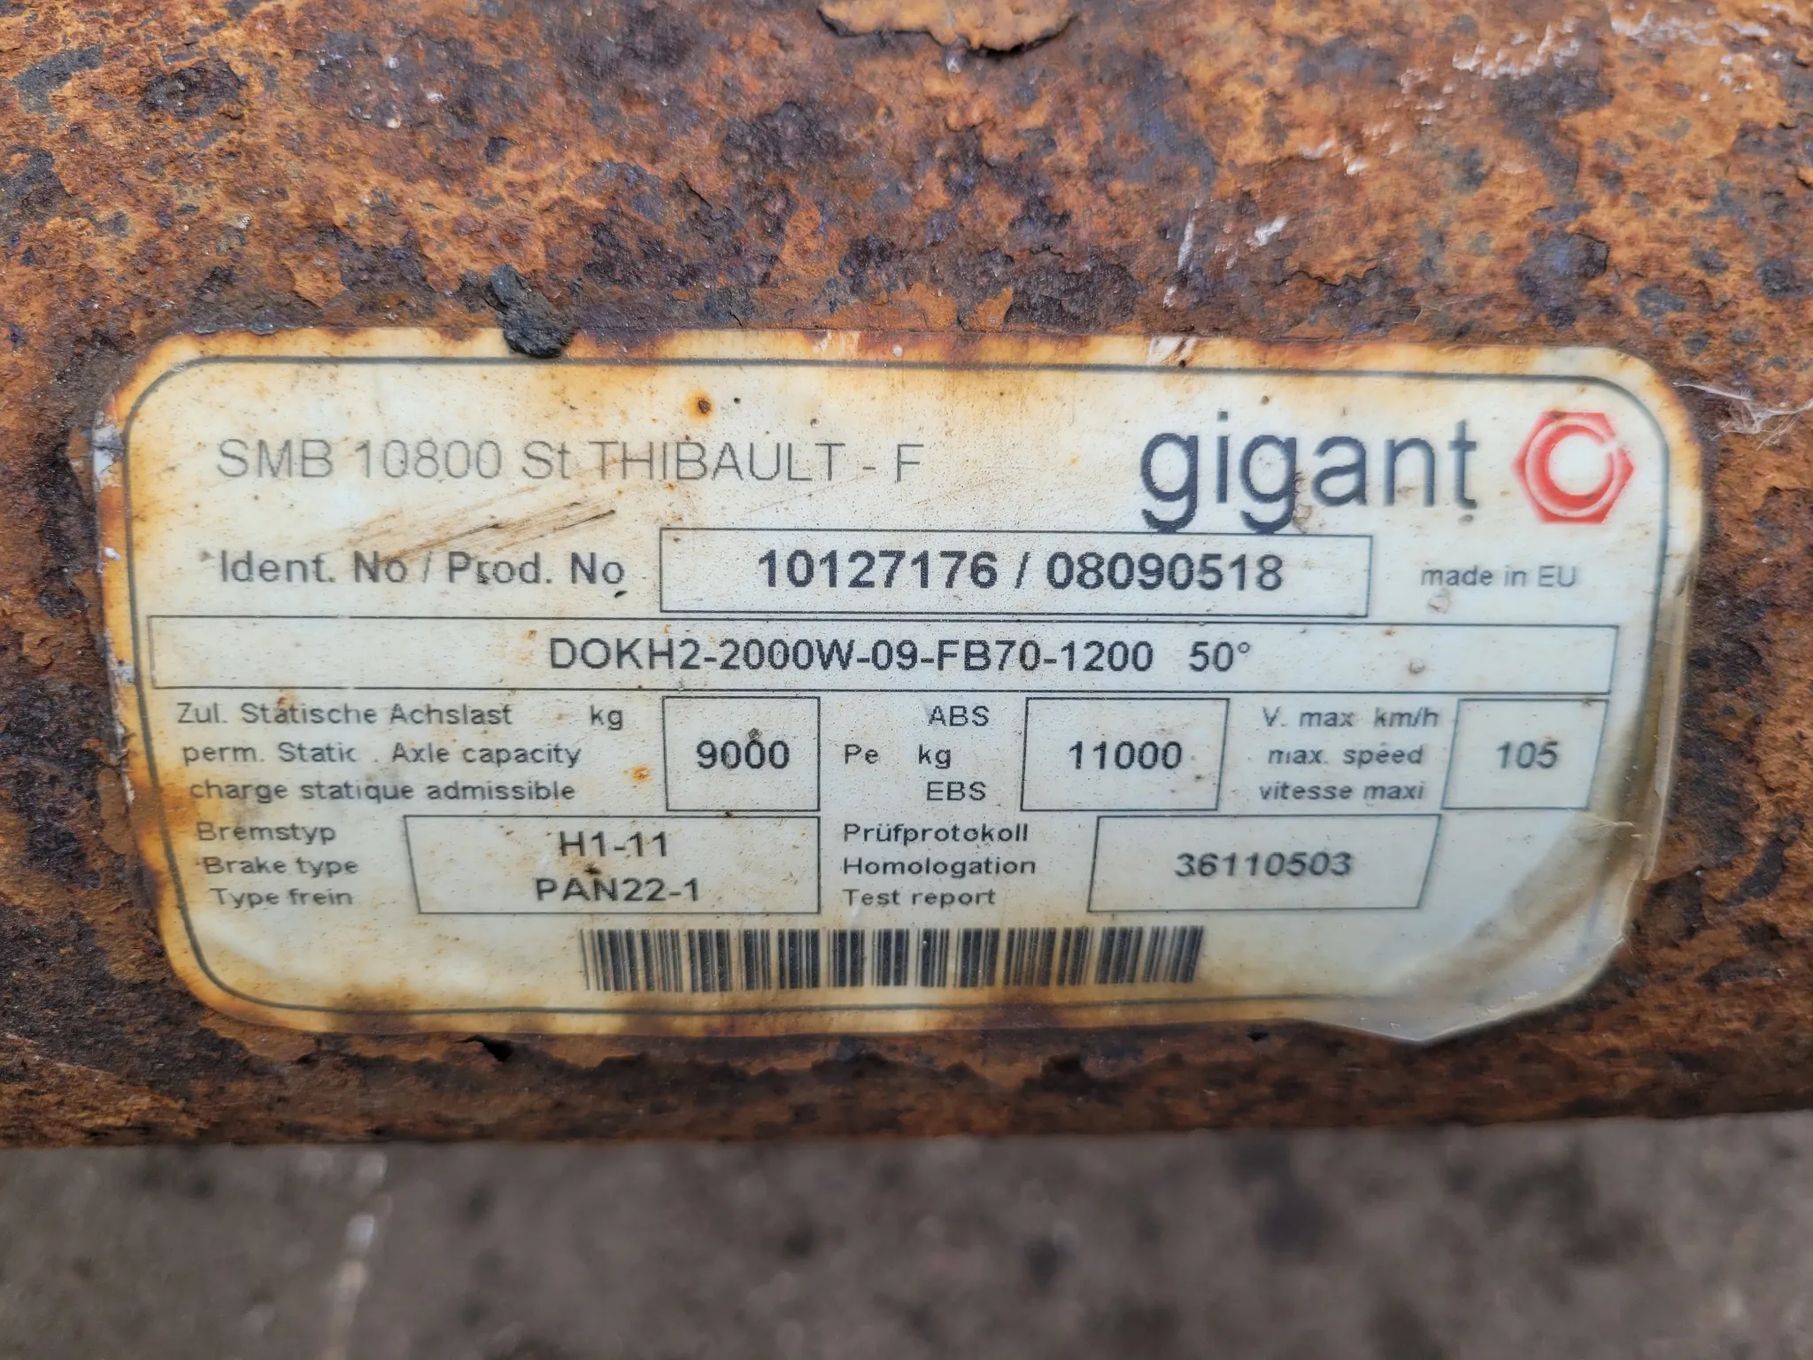 SMB 10800 St THIBAULT - F
gigant
Ident. No / Prod. No 10127176 / 08090518 made in EU
DOKH2-2000W-09-FB70-1200 50°
Zul. Statische Achslast kg
perm. Static . Axle capacity
charge statique admissible
9000
ABS
Pe kg
EBS
11000
V. max km/h
max. speed
vitesse maxi
105
Bremstyp
Brake type
Type frein
H1-11
PAN22-1
Prüfprotokoll
Homologation
Test report
36110503